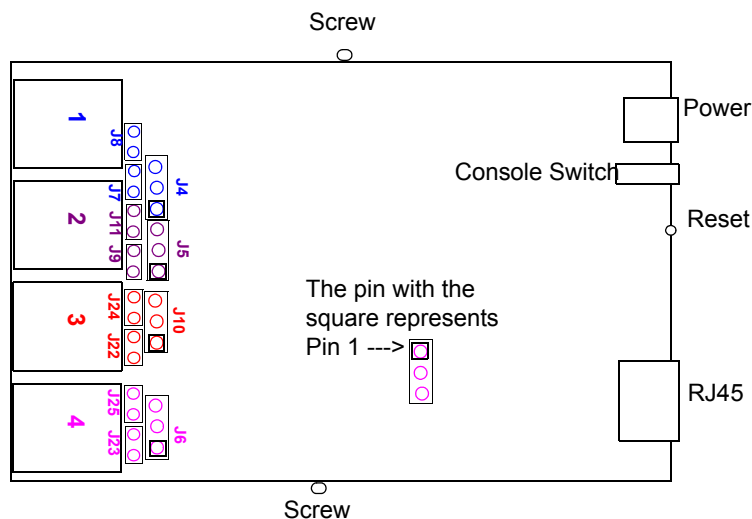 Screw
1
J8
J7
J4
Power
Console Switch
2
J11
J9
J5
Reset
3
J24
J22
J10
The pin with the
square represents
Pin 1 --->
4
J25
J23
J6
RJ45
Screw